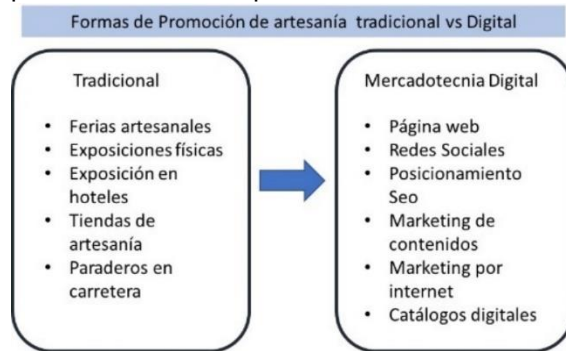 Formas de Promoción de artesanía tradicional vs Digital
Tradicional
• Ferias artesanales
• Exposiciones físicas
• Exposición en
hoteles
• Tiendas de
artesanía
• Paraderos en
carretera
Mercadotecnia Digital
• Página web
• Redes Sociales
• Posicionamiento
Seo
• Marketing de
contenidos
• Marketing por
internet
• Catálogos digitales